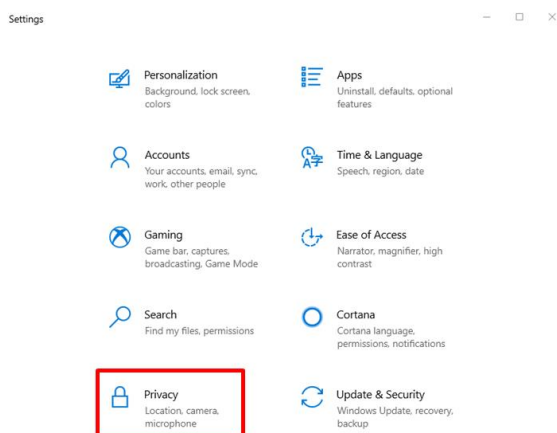 Settings
Personalization
Background, lock screen,
colors
Apps
Uninstall, defaults, optional
features
Accounts
Your accounts, email, sync,
work, other people
Time & Language
Speech, region, date
Gaming
Game bar, captures,
broadcasting, Game Mode
Ease of Access
Narrator, magnifier, high
contrast
Search
Find my files, permissions
Cortana
Cortana language,
permissions, notifications
Privacy
Location, camera,
microphone
Update & Security
Windows Update, recovery,
backup